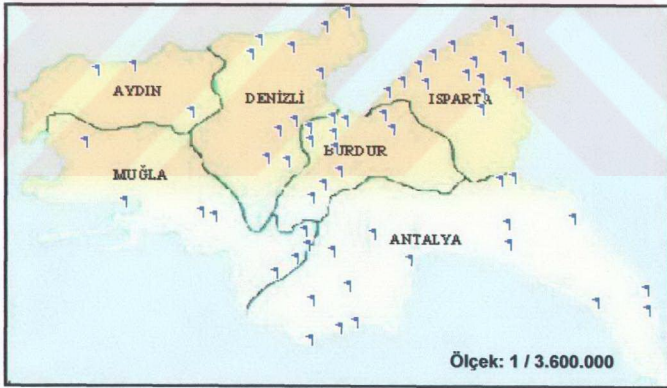 AYDIN
DENİZLİ
ISPARTA
BURDUR
MUĞLA
ANTALYA
Ölçek: 1 / 3.600.000